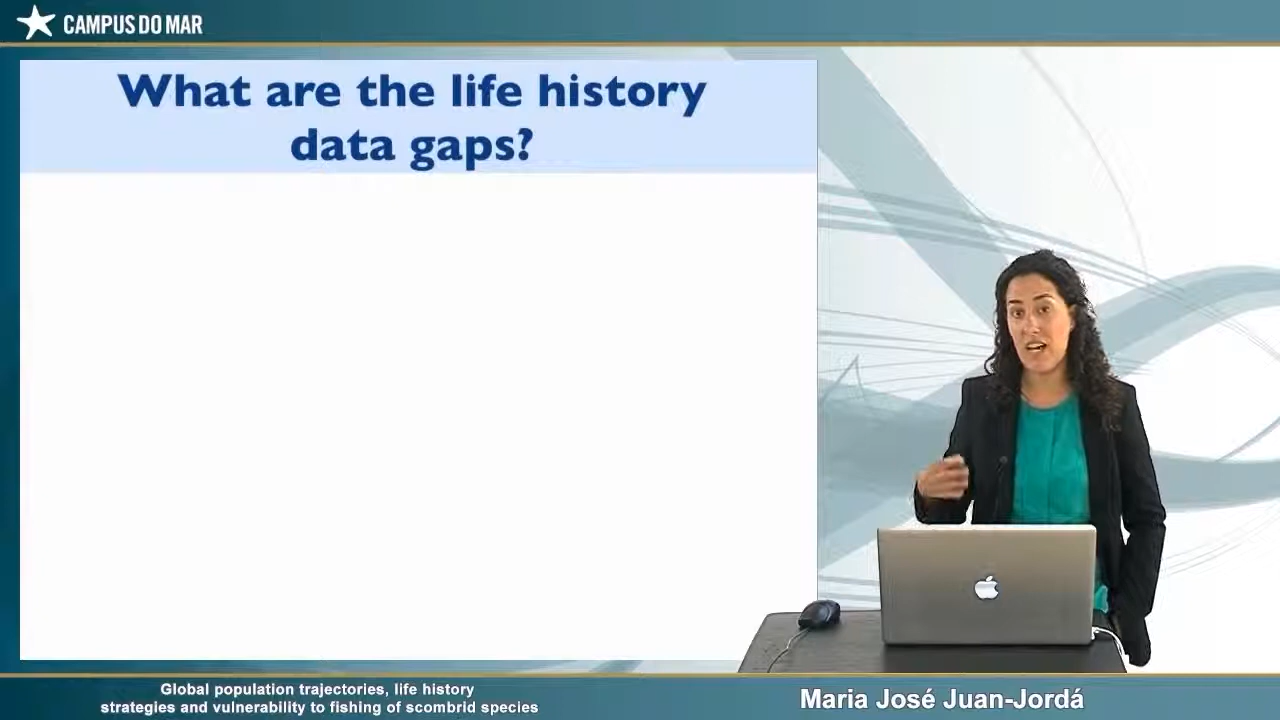 CAMPUS DO MAR
What are the life history
data gaps?
Global population trajectories, life history
strategies and vulnerability to fishing of scombrid species
Maria José Juan-Jordá